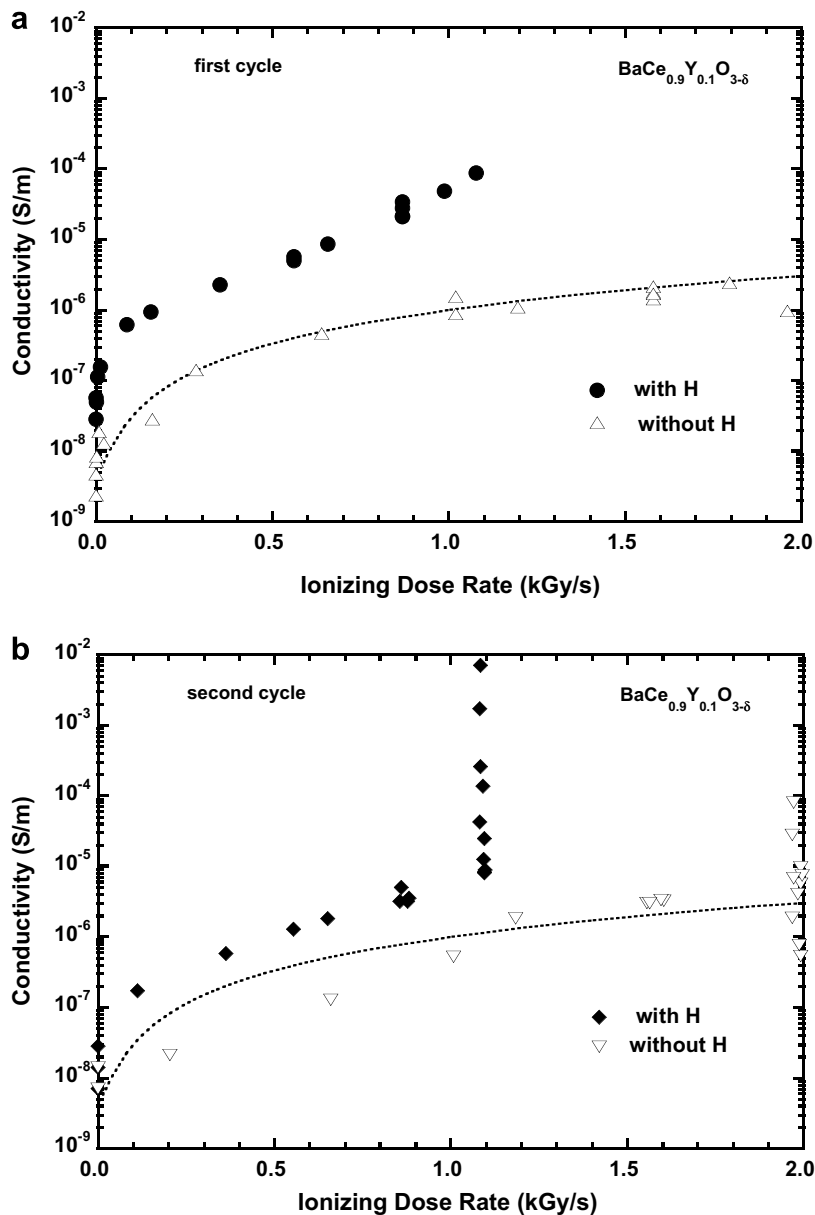 a
first cycle
BaCe0.9Y0.1O3-δ
Conductivity (S/m)
10-2
10-3
10-4
10-5
10-6
10-7
10-8
10-9
with H
without H
0.0 0.5 1.0 1.5 2.0
Ionizing Dose Rate (kGy/s)
b
second cycle
BaCe0.9Y0.1O3-δ
Conductivity (S/m)
10-2
10-3
10-4
10-5
10-6
10-7
10-8
10-9
with H
without H
0.0 0.5 1.0 1.5 2.0
Ionizing Dose Rate (kGy/s)